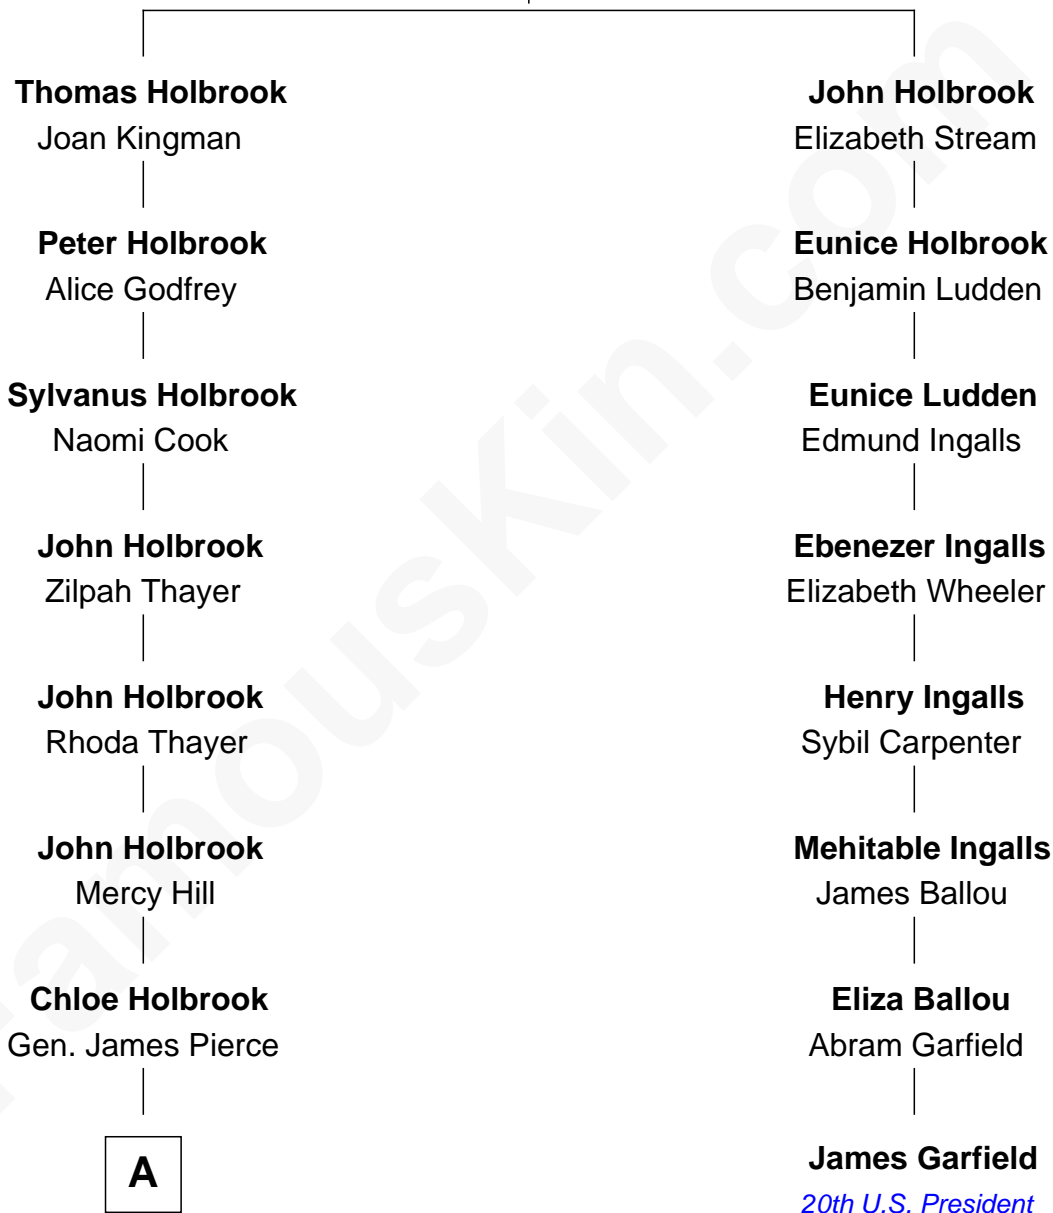 Thomas Holbrook
Joan Kingman
Peter Holbrook
Alice Godfrey
Sylvanus Holbrook
Naomi Cook
John Holbrook
Zilpah Thayer
John Holbrook
Rhoda Thayer
John Holbrook
Mercy Hill
Chloe Holbrook
Gen. James Pierce
A
John Holbrook
Elizabeth Stream
Eunice Holbrook
Benjamin Ludden
Eunice Ludden
Edmund Ingalls
Ebenezer Ingalls
Elizabeth Wheeler
Henry Ingalls
Sybil Carpenter
Mehitable Ingalls
James Ballou
Eliza Ballou
Abram Garfield
James Garfield
20th U.S. President
FamousKin.com